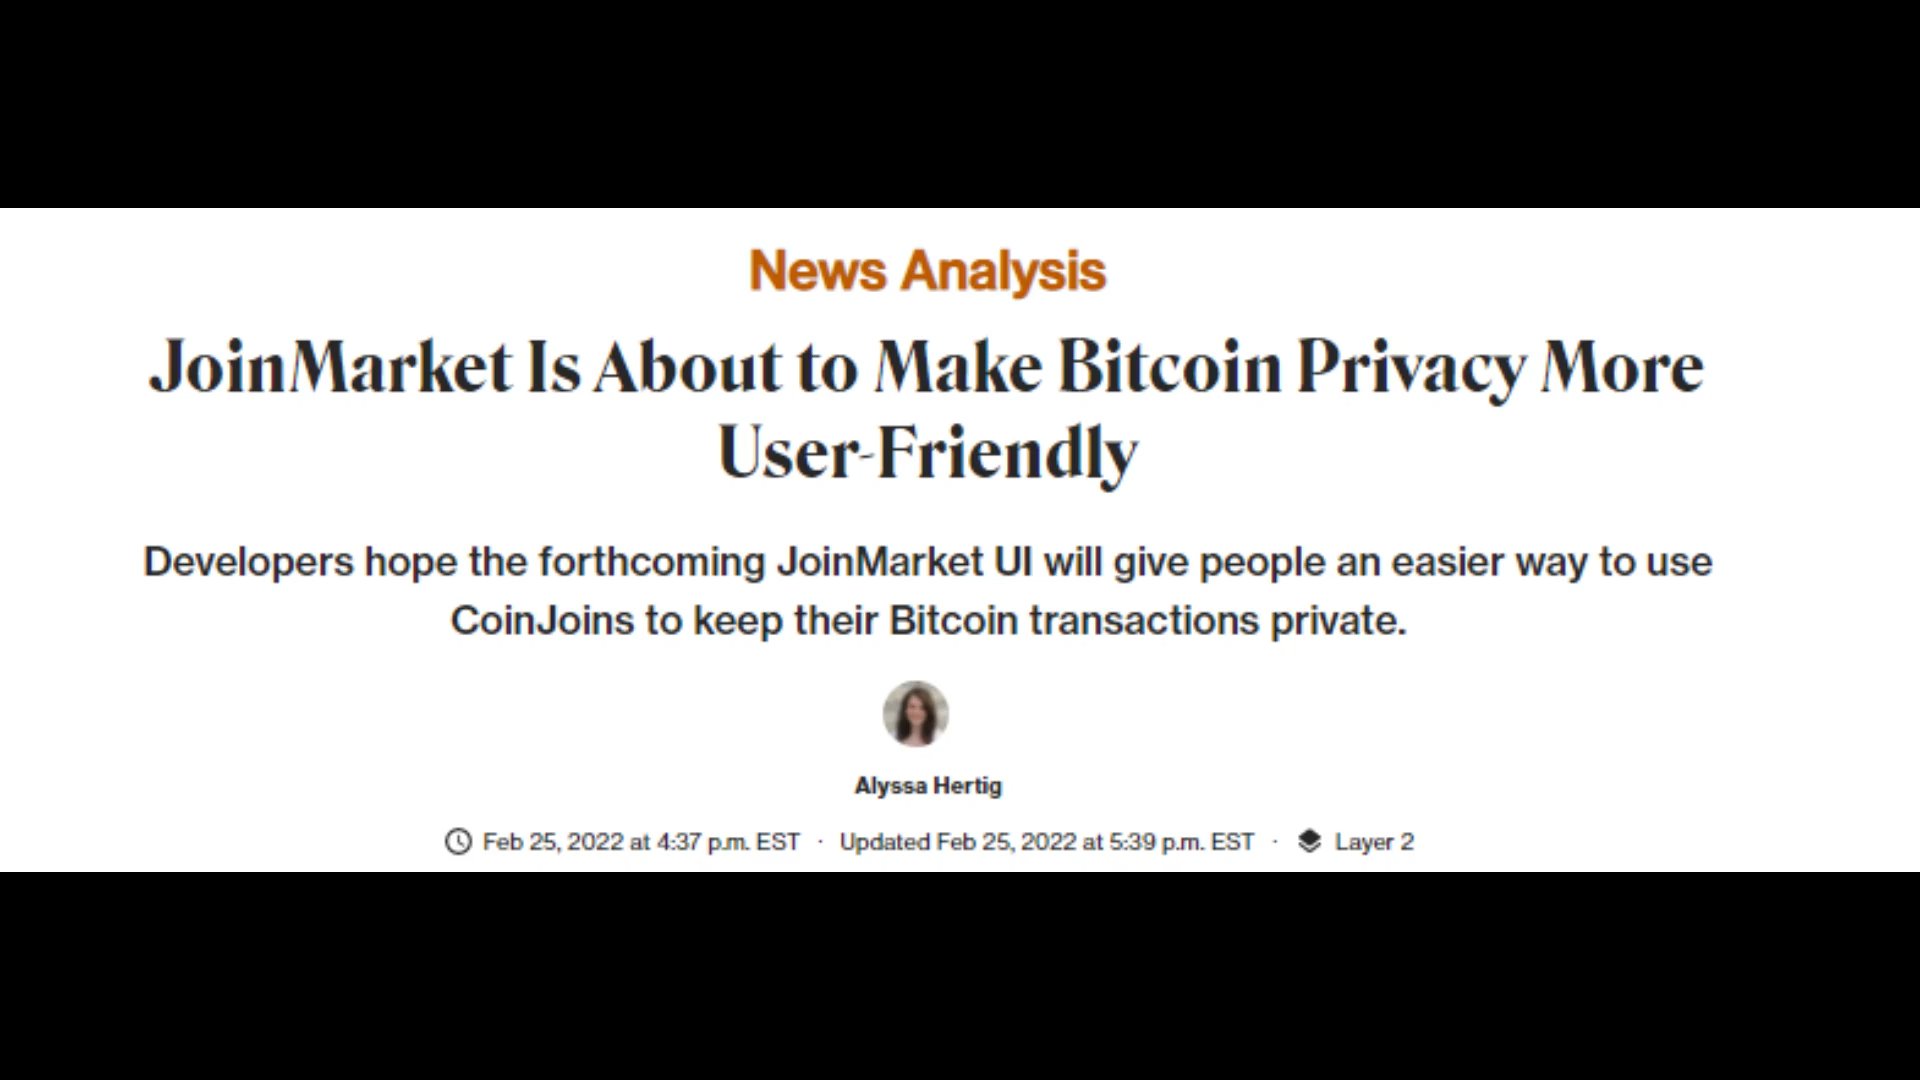 News Analysis
JoinMarket Is About to Make Bitcoin Privacy More
User-Friendly
Developers hope the forthcoming JoinMarket UI will give people an easier way to use
CoinJoins to keep their Bitcoin transactions private.
Alyssa Hertig
Feb 25, 2022 at 4:37 p.m. EST · Updated Feb 25, 2022 at 5:39 p.m. EST · Layer 2